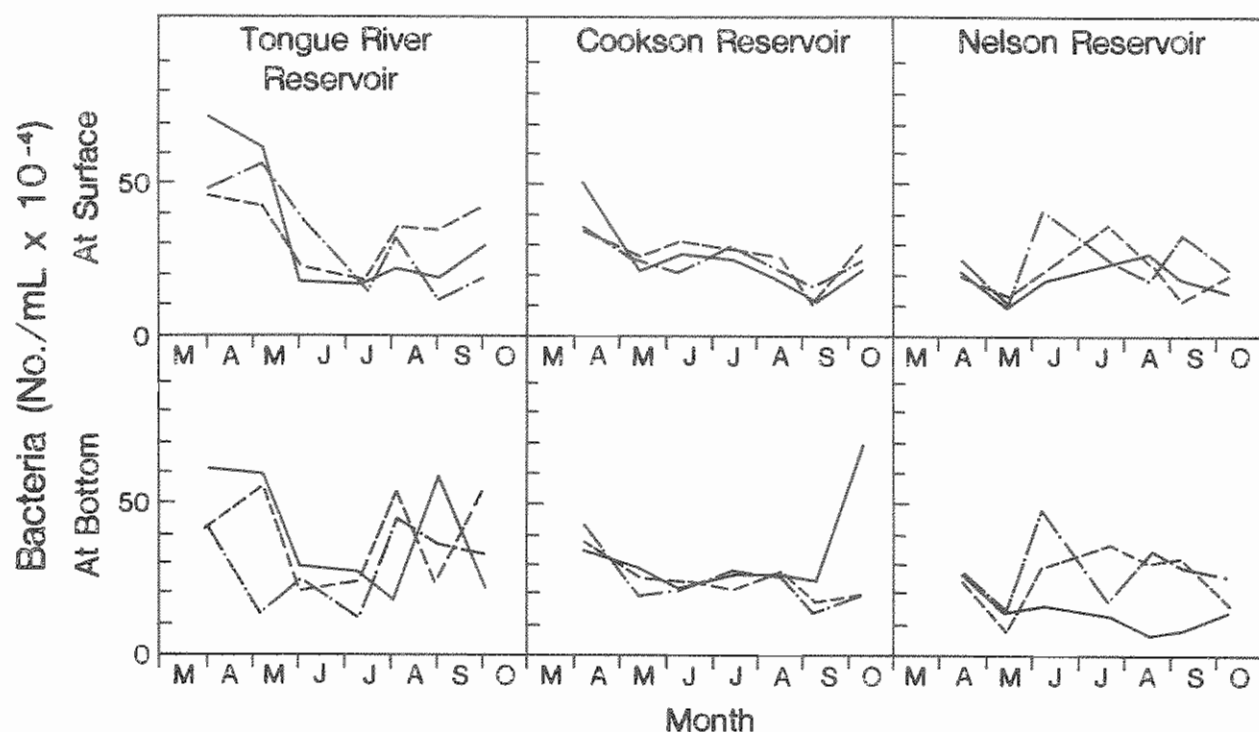 Tongue River
Reservoir
Cookson Reservoir
Nelson Reservoir
Bacteria (No./mL x 10⁻⁴)
At Surface
50
0
M A M J J A S O
M A M J J A S O
M A M J J A S O
At Bottom
50
0
M A M J J A S O
M A M J J A S O
M A M J J A S O
Month